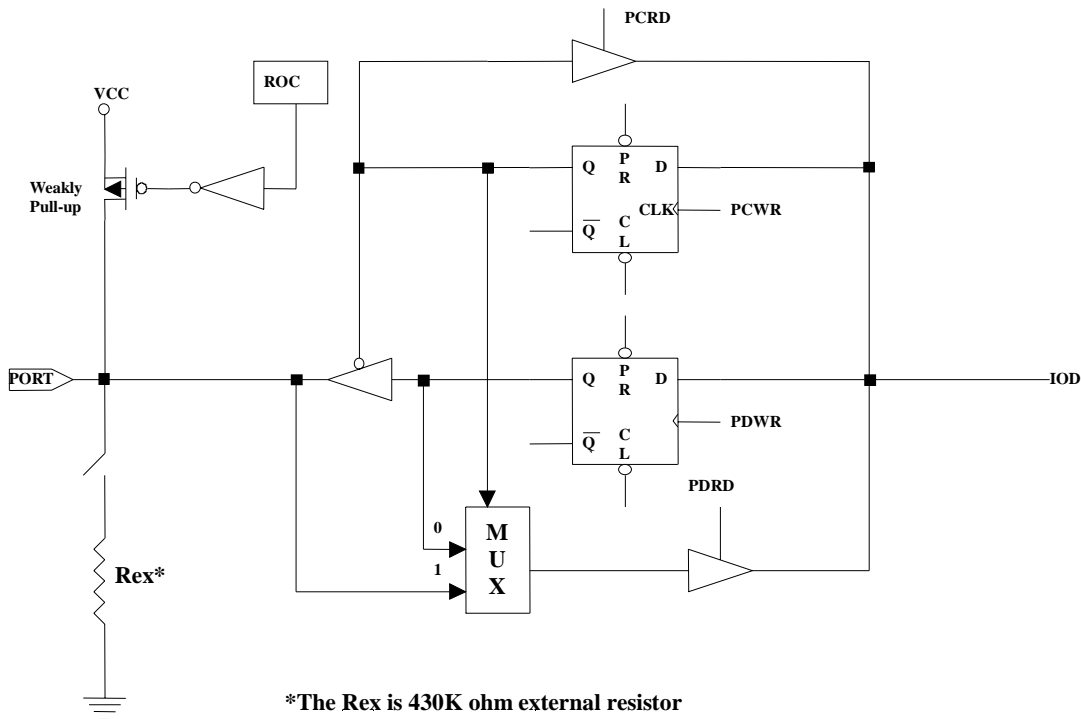 PCRD
ROC
VCC
Weakly
Pull-up
Q
P
R
D
CLK
PCWR
Q
C
L
PORT
Q
P
R
D
IOD
PDWR
Q
C
L
PDRD
0
1
M
U
X
Rex*
*The Rex is 430K ohm external resistor